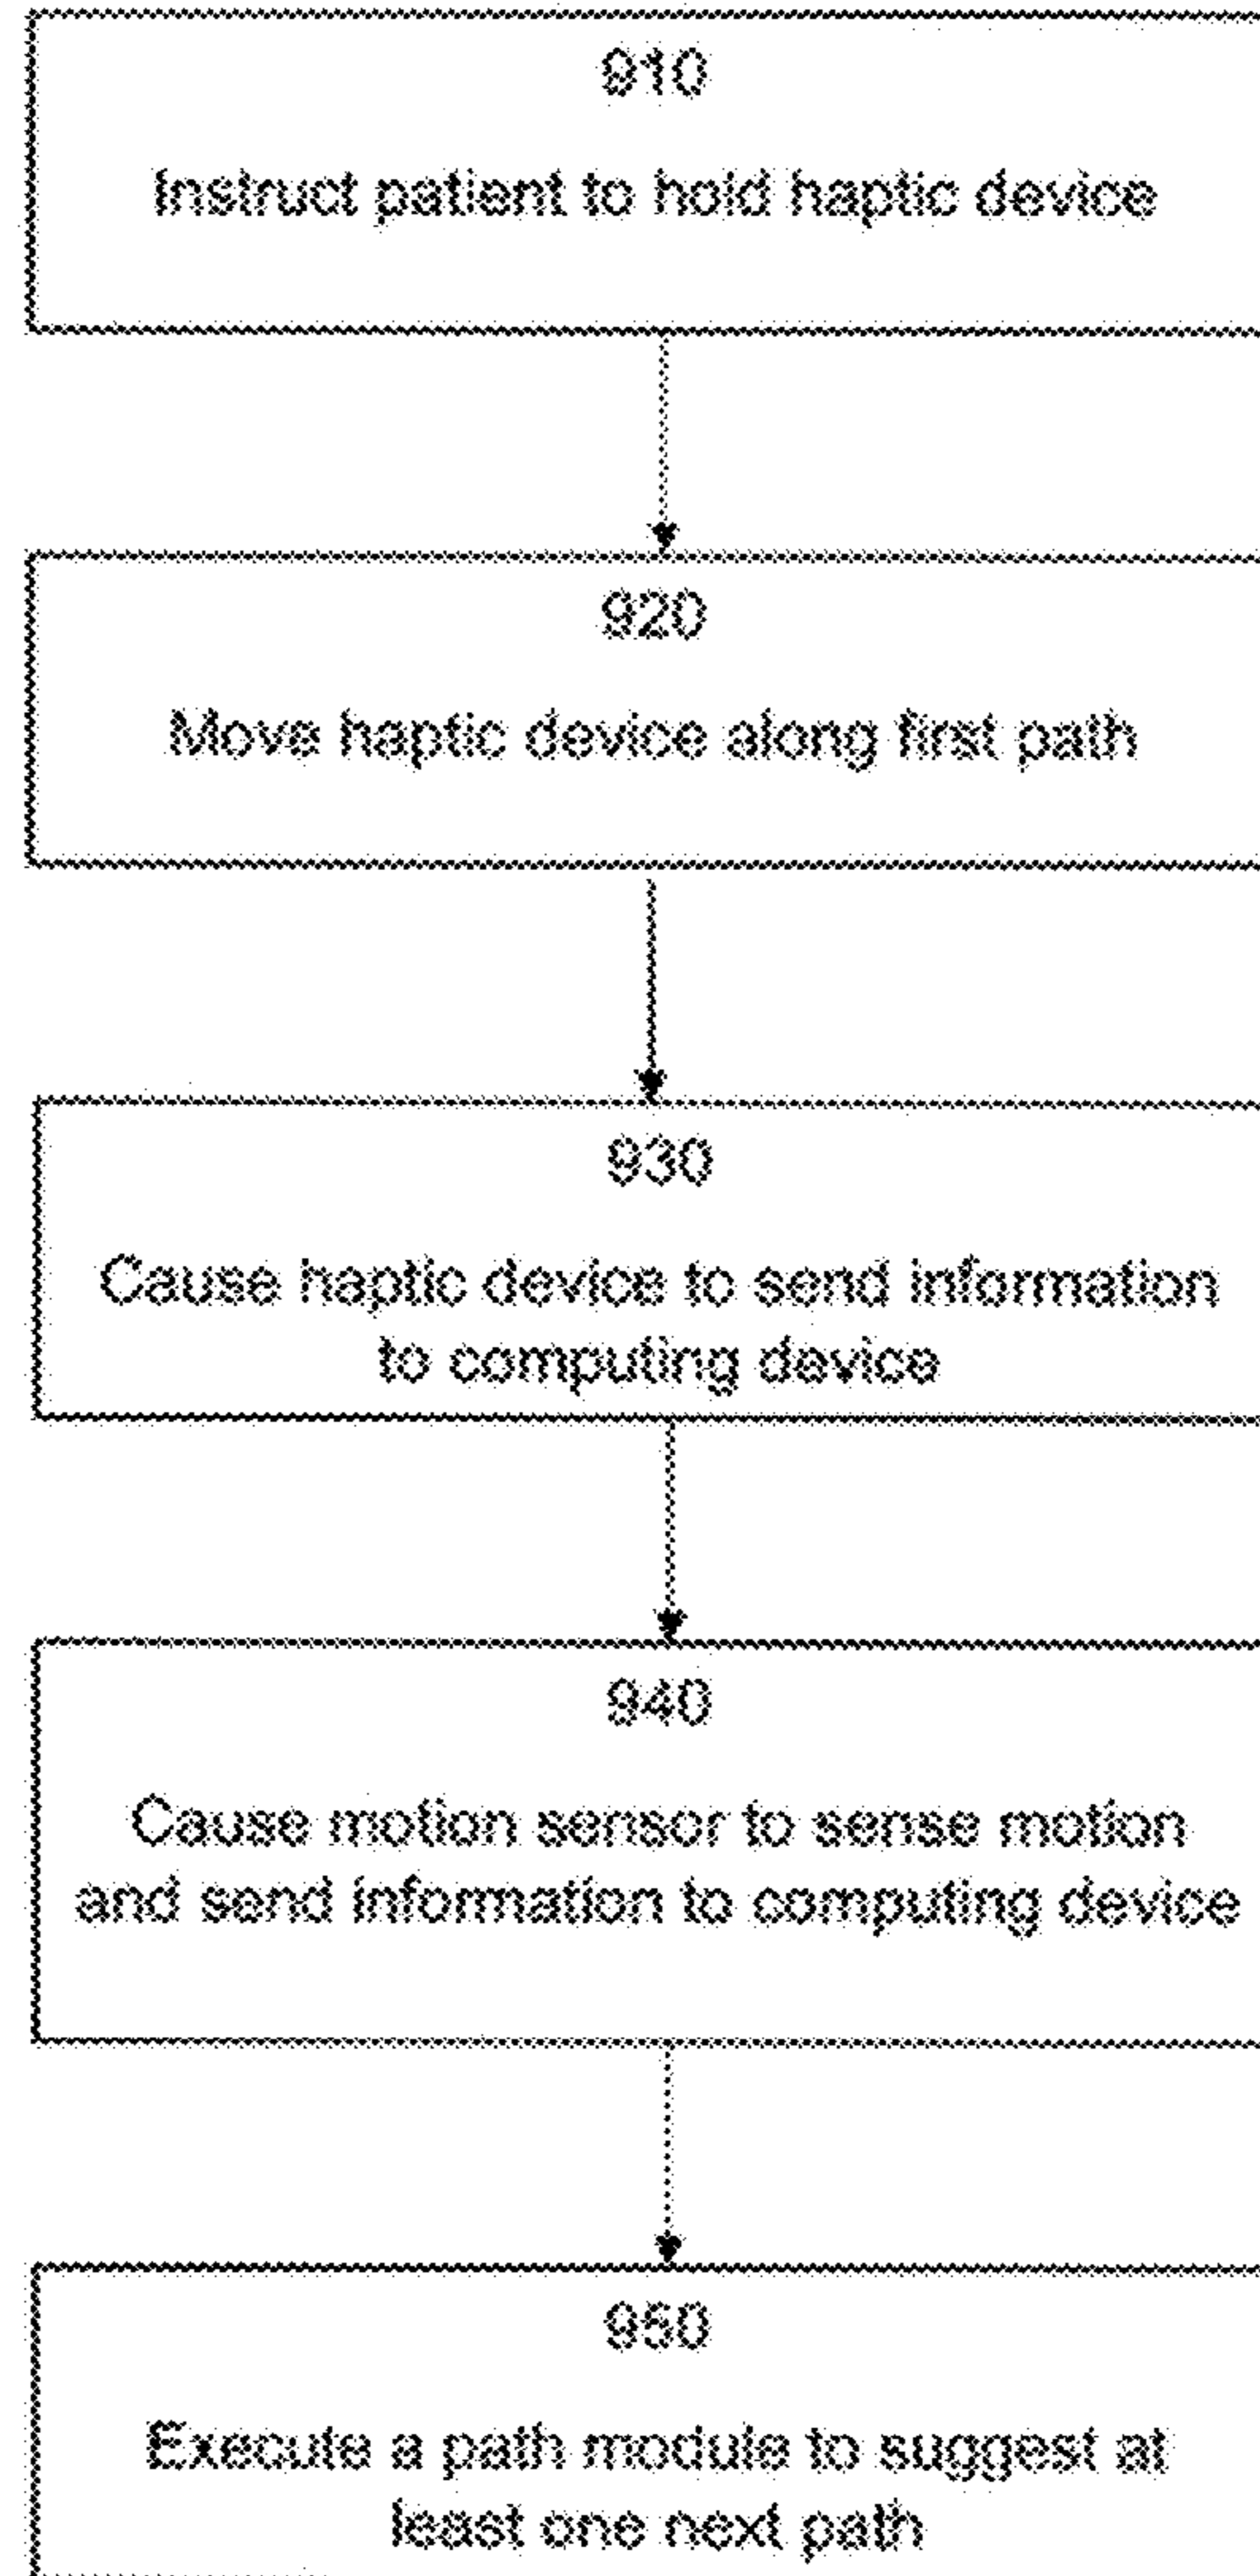 910
Instruct patient to hold haptic device
920
Move haptic device along first path
930
Cause haptic device to send information
to computing device
940
Cause motion sensor to sense motion
and send information to computing device
950
Execute a path module to suggest at
least one next path